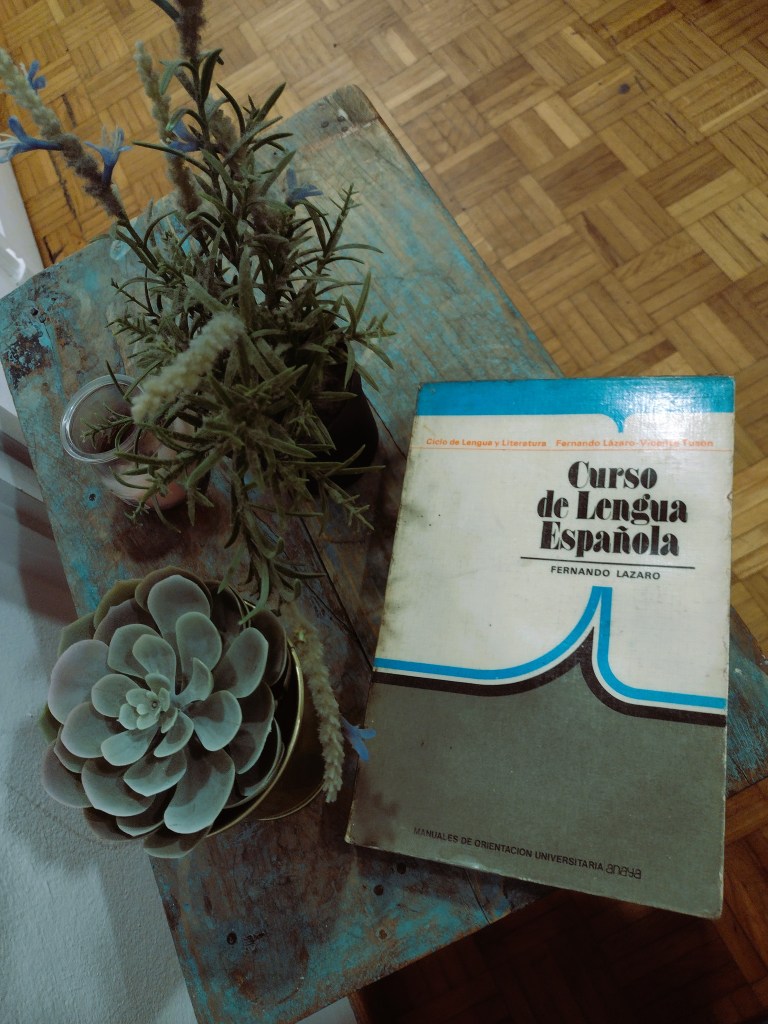 Ciclo de Lengua y Literatura Fernando Lázaro-Vicente Tusón
Curso
de Lengua
Española
FERNANDO LAZARO
MANUALES DE ORIENTACION UNIVERSITARIA anaya